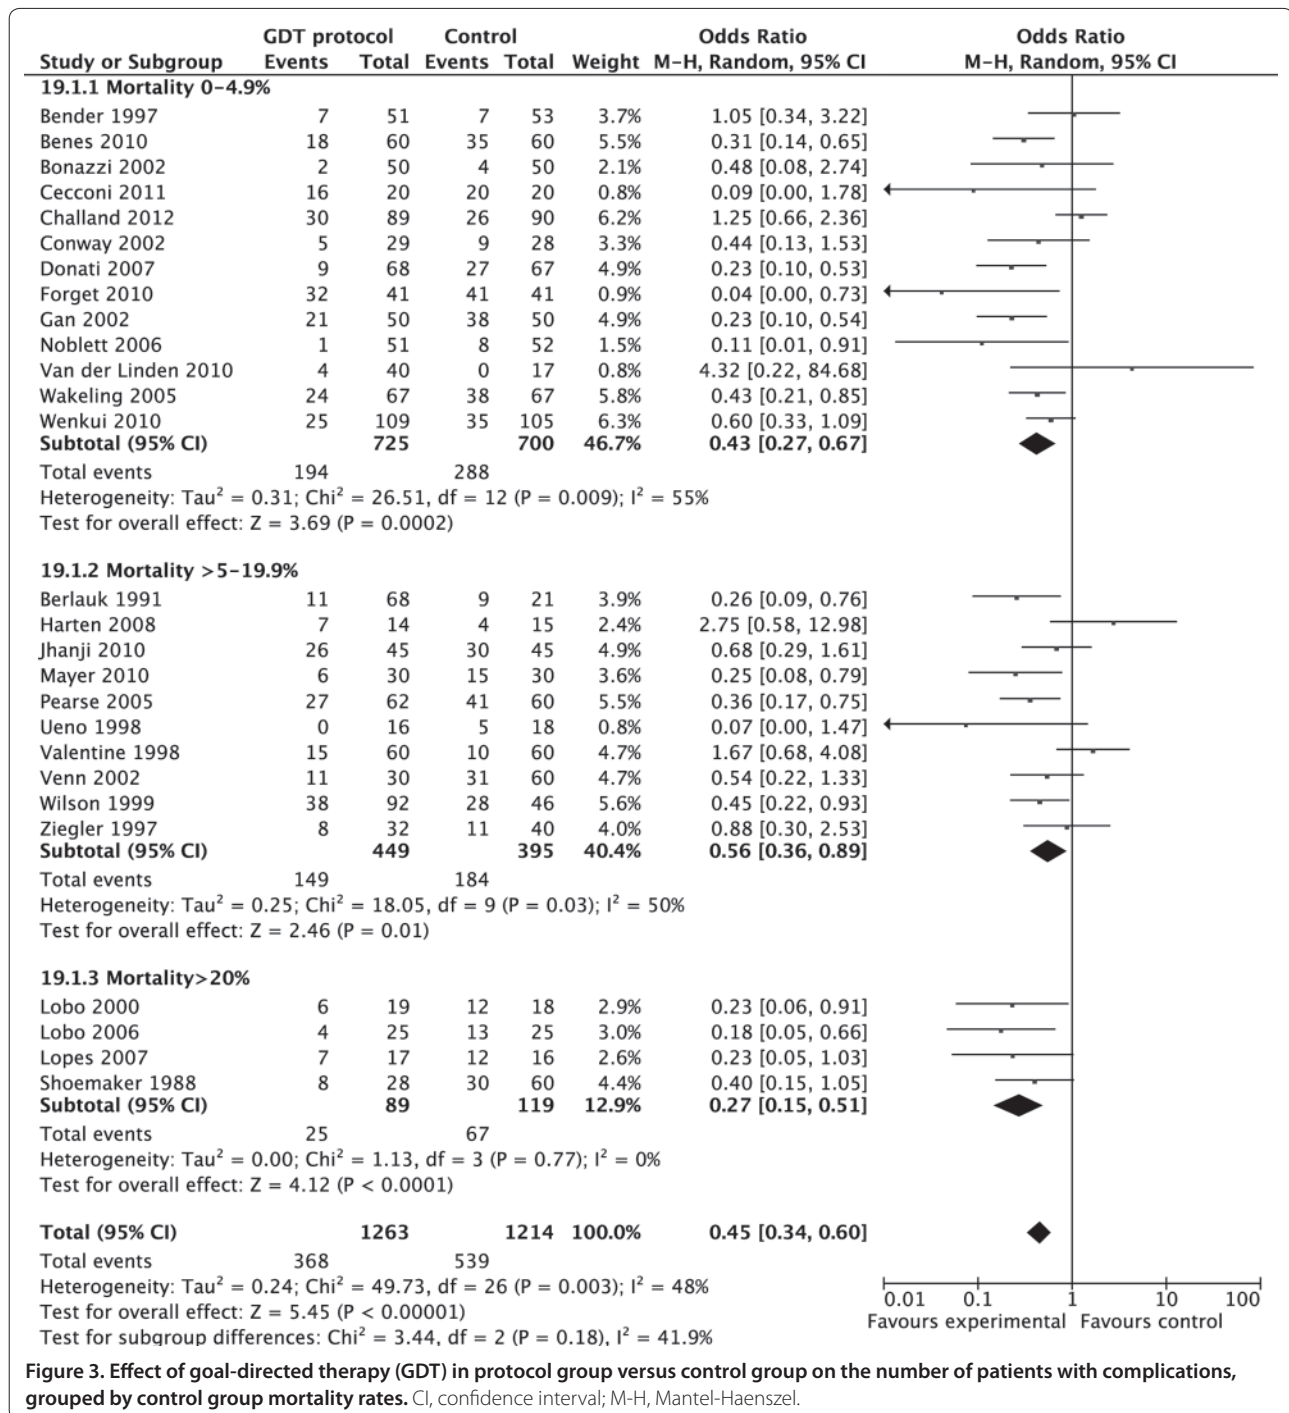 GDT protocol Control Odds Ratio Odds Ratio
Study or Subgroup Events Total Events Total Weight M-H, Random, 95% CI M-H, Random, 95% CI
19.1.1 Mortality 0-4.9%
Bender 1997 7 51 7 53 3.7% 1.05 [0.34, 3.22]
Benes 2010 18 60 35 60 5.5% 0.31 [0.14, 0.65]
Bonazzi 2002 2 50 4 50 2.1% 0.48 [0.08, 2.74]
Cecconi 2011 16 20 20 20 0.8% 0.09 [0.00, 1.78]
Challand 2012 30 89 26 90 6.2% 1.25 [0.66, 2.36]
Conway 2002 5 29 9 28 3.3% 0.44 [0.13, 1.53]
Donati 2007 9 68 27 67 4.9% 0.23 [0.10, 0.53]
Forget 2010 32 41 41 41 0.9% 0.04 [0.00, 0.73]
Gan 2002 21 50 38 50 4.9% 0.23 [0.10, 0.54]
Noblett 2006 1 51 8 52 1.5% 0.11 [0.01, 0.91]
Van der Linden 2010 4 40 0 17 0.8% 4.32 [0.22, 84.68]
Wakeling 2005 24 67 38 67 5.8% 0.43 [0.21, 0.85]
Wenkui 2010 25 109 35 105 6.3% 0.60 [0.33, 1.09]
Subtotal (95% CI) 725 700 46.7% 0.43 [0.27, 0.67]
Total events 194 288
Heterogeneity: Tau² = 0.31; Chi² = 26.51, df = 12 (P = 0.009); I² = 55%
Test for overall effect: Z = 3.69 (P = 0.0002)
19.1.2 Mortality >5-19.9%
Berlauk 1991 11 68 9 21 3.9% 0.26 [0.09, 0.76]
Harten 2008 7 14 4 15 2.4% 2.75 [0.58, 12.98]
Jhanji 2010 26 45 30 45 4.9% 0.68 [0.29, 1.61]
Mayer 2010 6 30 15 30 3.6% 0.25 [0.08, 0.79]
Pearse 2005 27 62 41 60 5.5% 0.36 [0.17, 0.75]
Ueno 1998 0 16 5 18 0.8% 0.07 [0.00, 1.47]
Valentine 1998 15 60 10 60 4.7% 1.67 [0.68, 4.08]
Venn 2002 11 30 31 60 4.7% 0.54 [0.22, 1.33]
Wilson 1999 38 92 28 46 5.6% 0.45 [0.22, 0.93]
Ziegler 1997 8 32 11 40 4.0% 0.88 [0.30, 2.53]
Subtotal (95% CI) 449 395 40.4% 0.56 [0.36, 0.89]
Total events 149 184
Heterogeneity: Tau² = 0.25; Chi² = 18.05, df = 9 (P = 0.03); I² = 50%
Test for overall effect: Z = 2.46 (P = 0.01)
19.1.3 Mortality>20%
Lobo 2000 6 19 12 18 2.9% 0.23 [0.06, 0.91]
Lobo 2006 4 25 13 25 3.0% 0.18 [0.05, 0.66]
Lopes 2007 7 17 12 16 2.6% 0.23 [0.05, 1.03]
Shoemaker 1988 8 28 30 60 4.4% 0.40 [0.15, 1.05]
Subtotal (95% CI) 89 119 12.9% 0.27 [0.15, 0.51]
Total events 25 67
Heterogeneity: Tau² = 0.00; Chi² = 1.13, df = 3 (P = 0.77); I² = 0%
Test for overall effect: Z = 4.12 (P < 0.0001)
Total (95% CI) 1263 1214 100.0% 0.45 [0.34, 0.60]
Total events 368 539
Heterogeneity: Tau² = 0.24; Chi² = 49.73, df = 26 (P = 0.003); I² = 48%
Test for overall effect: Z = 5.45 (P < 0.00001)
Test for subgroup differences: Chi² = 3.44, df = 2 (P = 0.18), I² = 41.9%
0.01 0.1 1 10 100
Favours experimental Favours control
Figure 3. Effect of goal-directed therapy (GDT) in protocol group versus control group on the number of patients with complications,
grouped by control group mortality rates. CI, confidence interval; M-H, Mantel-Haenszel.